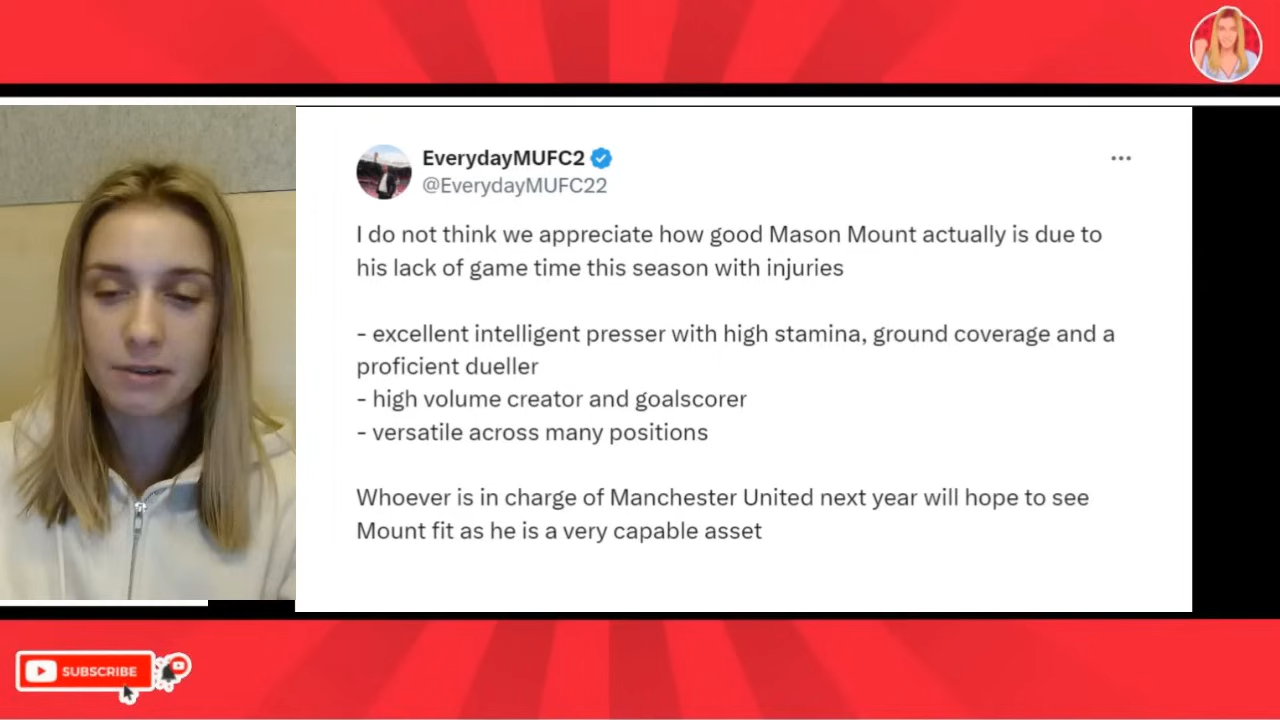 EverydayMUFC2
@EverydayMUFC22
I do not think we appreciate how good Mason Mount actually is due to
his lack of game time this season with injuries
- excellent intelligent presser with high stamina, ground coverage and a
proficient dueller
- high volume creator and goalscorer
- versatile across many positions
Whoever is in charge of Manchester United next year will hope to see
Mount fit as he is a very capable asset
SUBSCRIBE